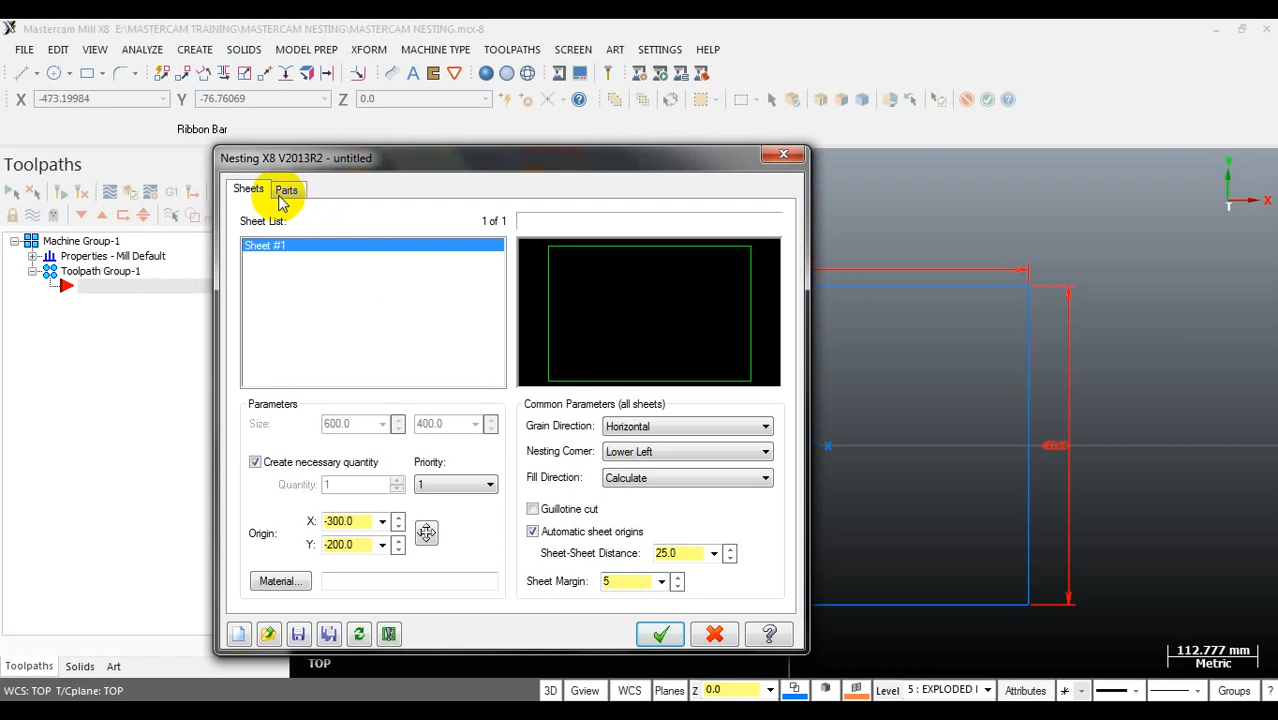 Mastercam Mill X8 E:\MASTERCAM TRAINING\MASTERCAM NESTING\MASTERCAM NESTING.mcx-8
FILE EDIT VIEW ANALYZE CREATE SOLIDS MODEL PREP XFORM MACHINE TYPE TOOLPATHS SCREEN ART SETTINGS HELP
X -473.19984 Y -76.76069 Z 0.0
Ribbon Bar
Toolpaths
G1
Machine Group-1
Properties - Mill Default
Toolpath Group-1
Nesting X8 V2013R2 - untitled
Sheets Parts
Sheet List: 1 of 1
Sheet #1
Parameters
Size: 600.0 400.0
Create necessary quantity Priority:
Quantity: 1 1
Origin: X: -300.0
Y: -200.0
Material...
Common Parameters (all sheets)
Grain Direction: Horizontal
Nesting Corner: Lower Left
Fill Direction: Calculate
Guillotine cut
Automatic sheet origins
Sheet-Sheet Distance: 25.0
Sheet Margin: 5
Y
X
T
X
112.777 mm
Metric
Toolpaths Solids Art
TOP
WCS: TOP T/Cplane: TOP 3D Gview WCS Planes Z 0.0 Level 5 : EXPLODED I Attributes Groups ?